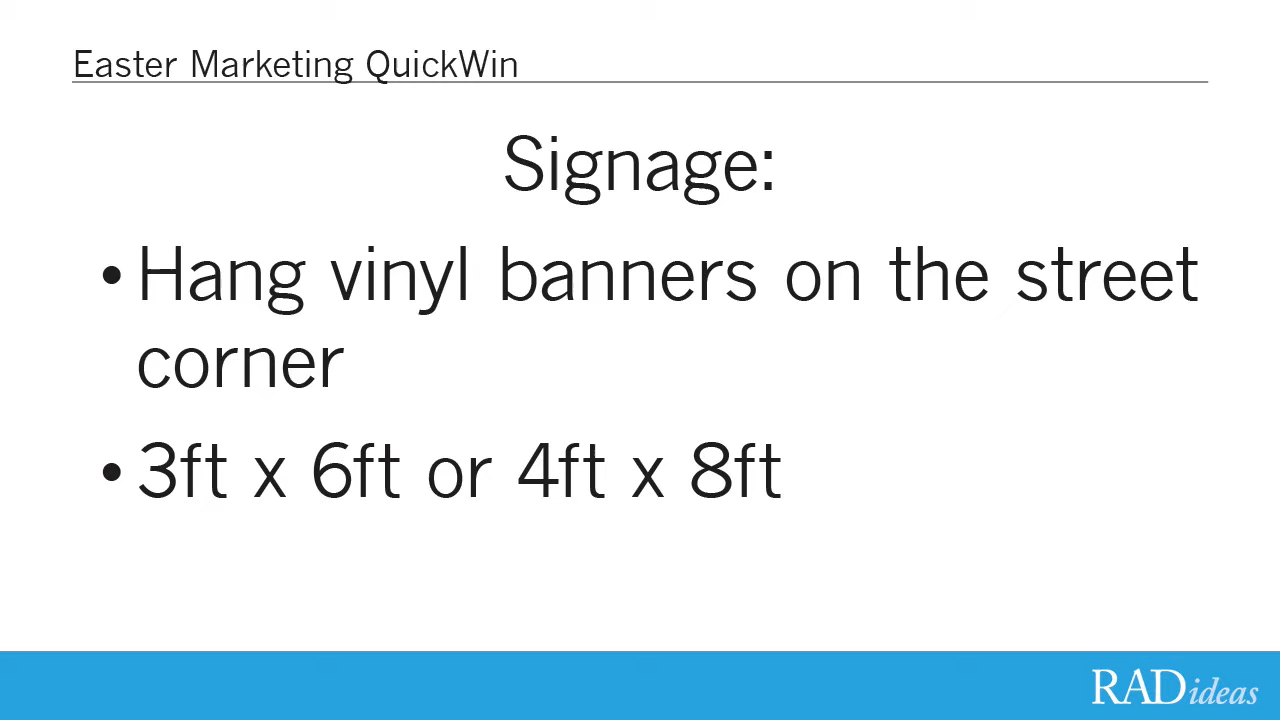 Easter Marketing QuickWin
Signage:
•Hang vinyl banners on the street
corner
•3ft x 6ft or 4ft x 8ft
RADideas